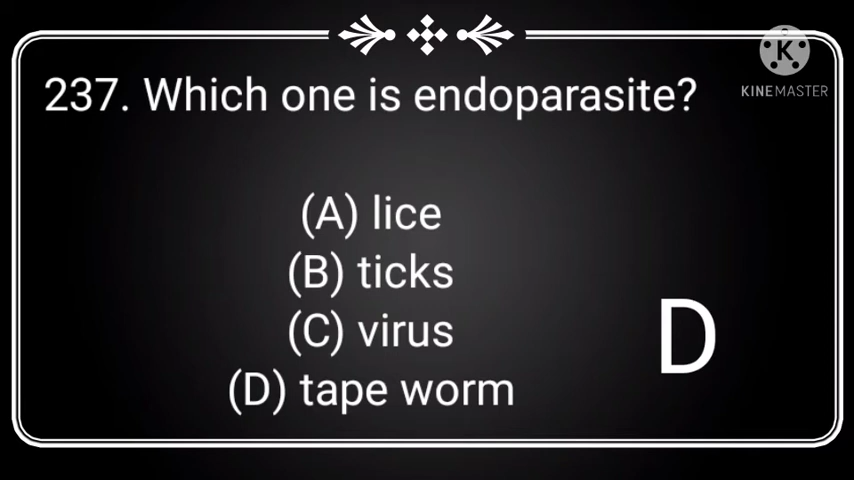 237. Which one is endoparasite?
KINEMASTER
(A) lice
(B) ticks
(C) virus
(D) tape worm
D